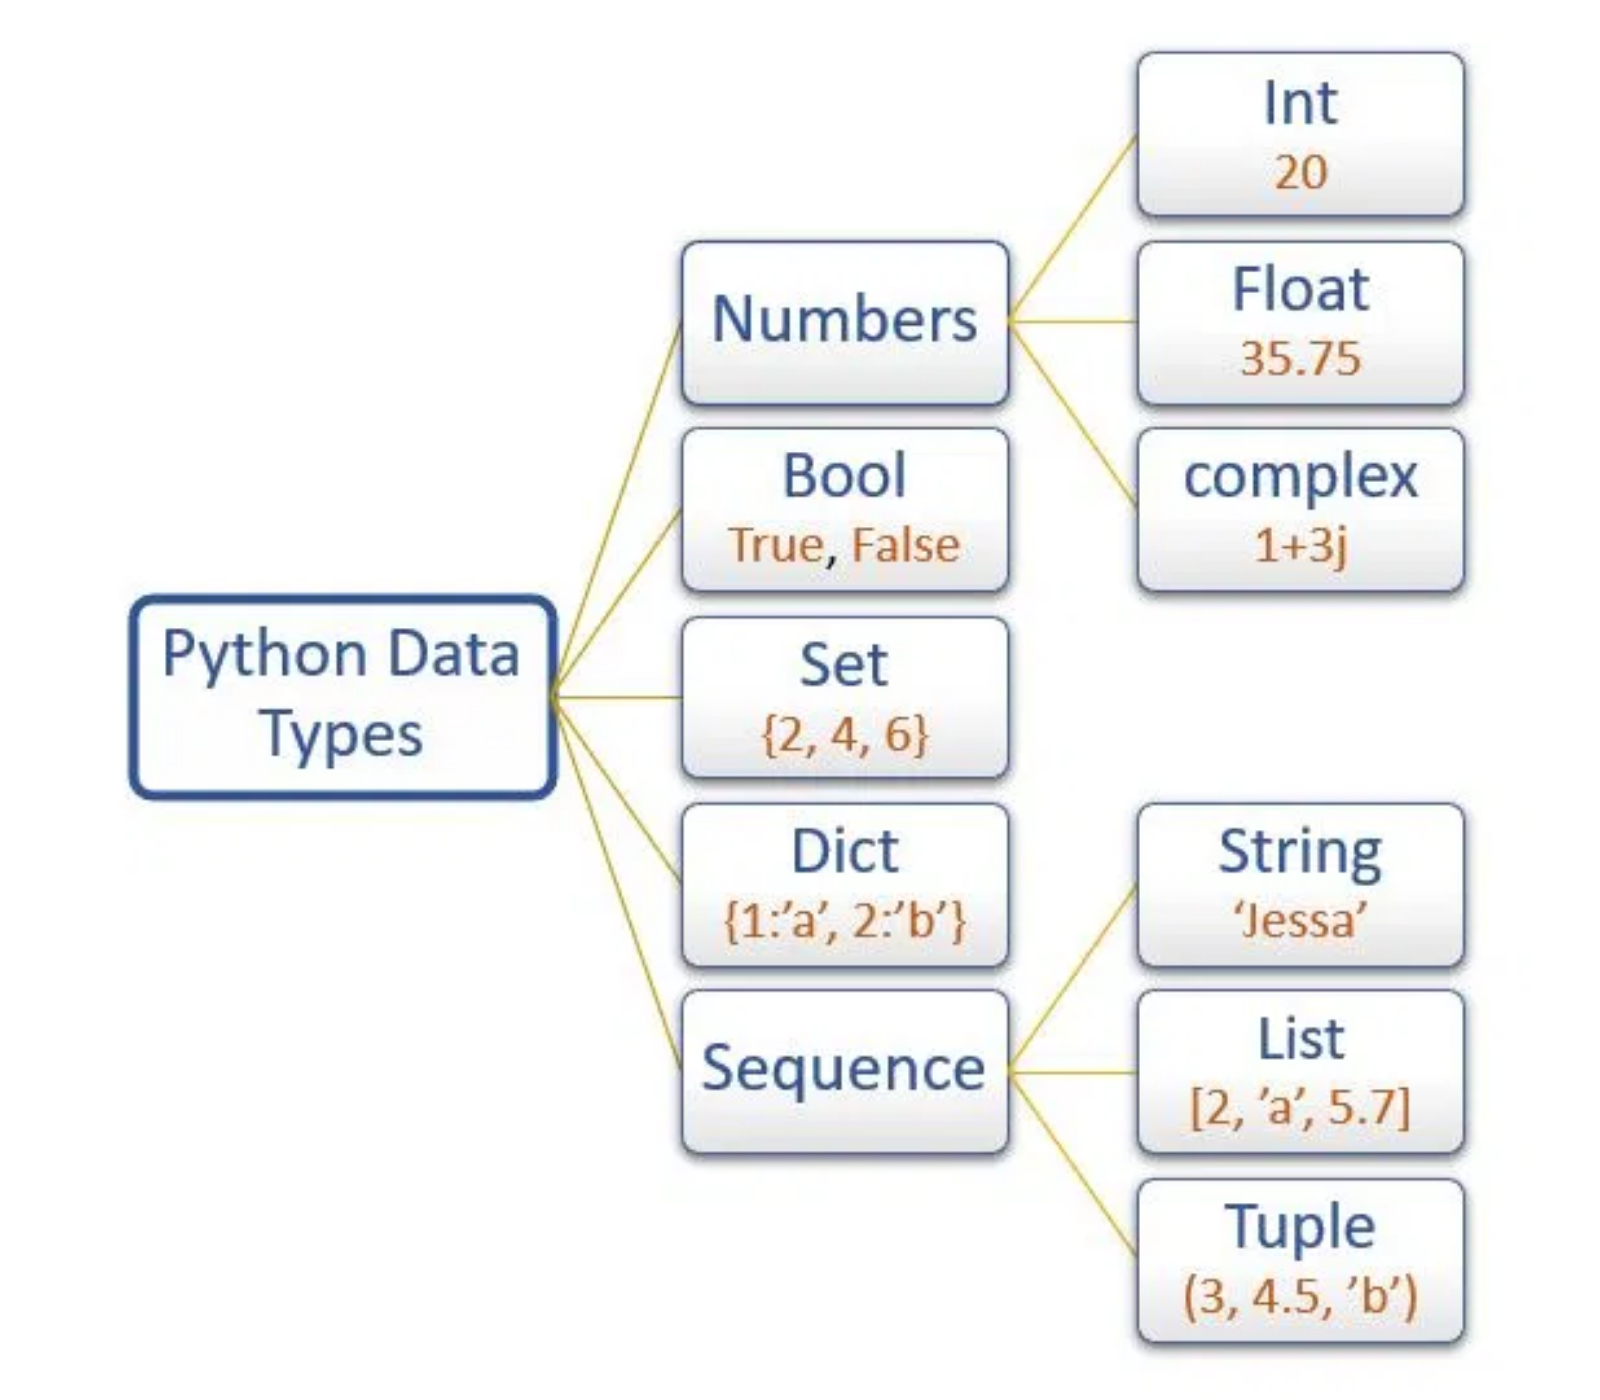 Python Data
Types
Numbers
Int
20
Float
35.75
complex
1+3j
Bool
True, False
Set
{2, 4, 6}
Dict
{1:’a’, 2:’b’}
Sequence
String
‘Jessa’
List
[2, ’a’, 5.7]
Tuple
(3, 4.5, ’b’)